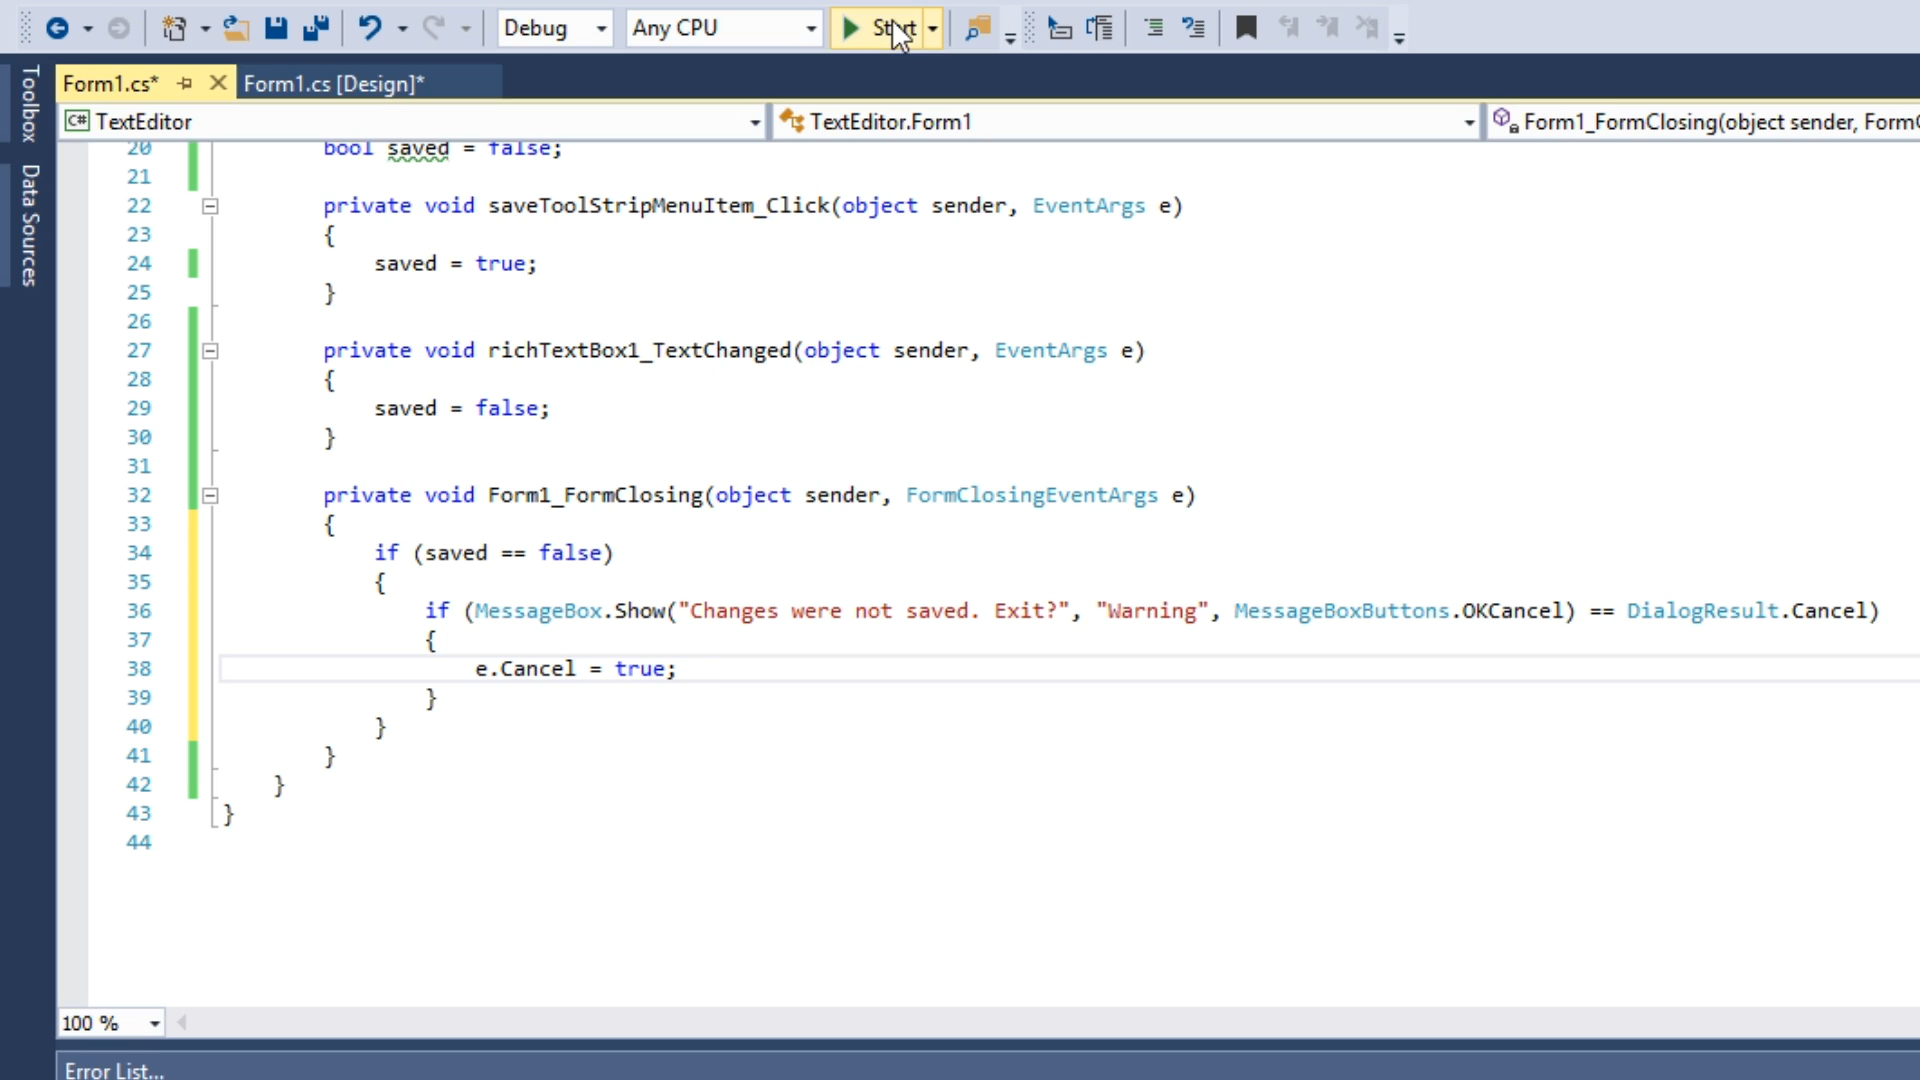 Debug Any CPU Start
Toolbox
Data Sources
Form1.cs* Form1.cs [Design]*
TextEditor TextEditor.Form1 Form1_FormClosing(object sender, Form
20 bool saved = false;
21
22 private void saveToolStripMenuItem_Click(object sender, EventArgs e)
23 {
24 saved = true;
25 }
26
27 private void richTextBox1_TextChanged(object sender, EventArgs e)
28 {
29 saved = false;
30 }
31
32 private void Form1_FormClosing(object sender, FormClosingEventArgs e)
33 {
34 if (saved == false)
35 {
36 if (MessageBox.Show("Changes were not saved. Exit?", "Warning", MessageBoxButtons.OKCancel) == DialogResult.Cancel)
37 {
38 e.Cancel = true;
39 }
40 }
41 }
42 }
43 }
44
100 %
Error List...